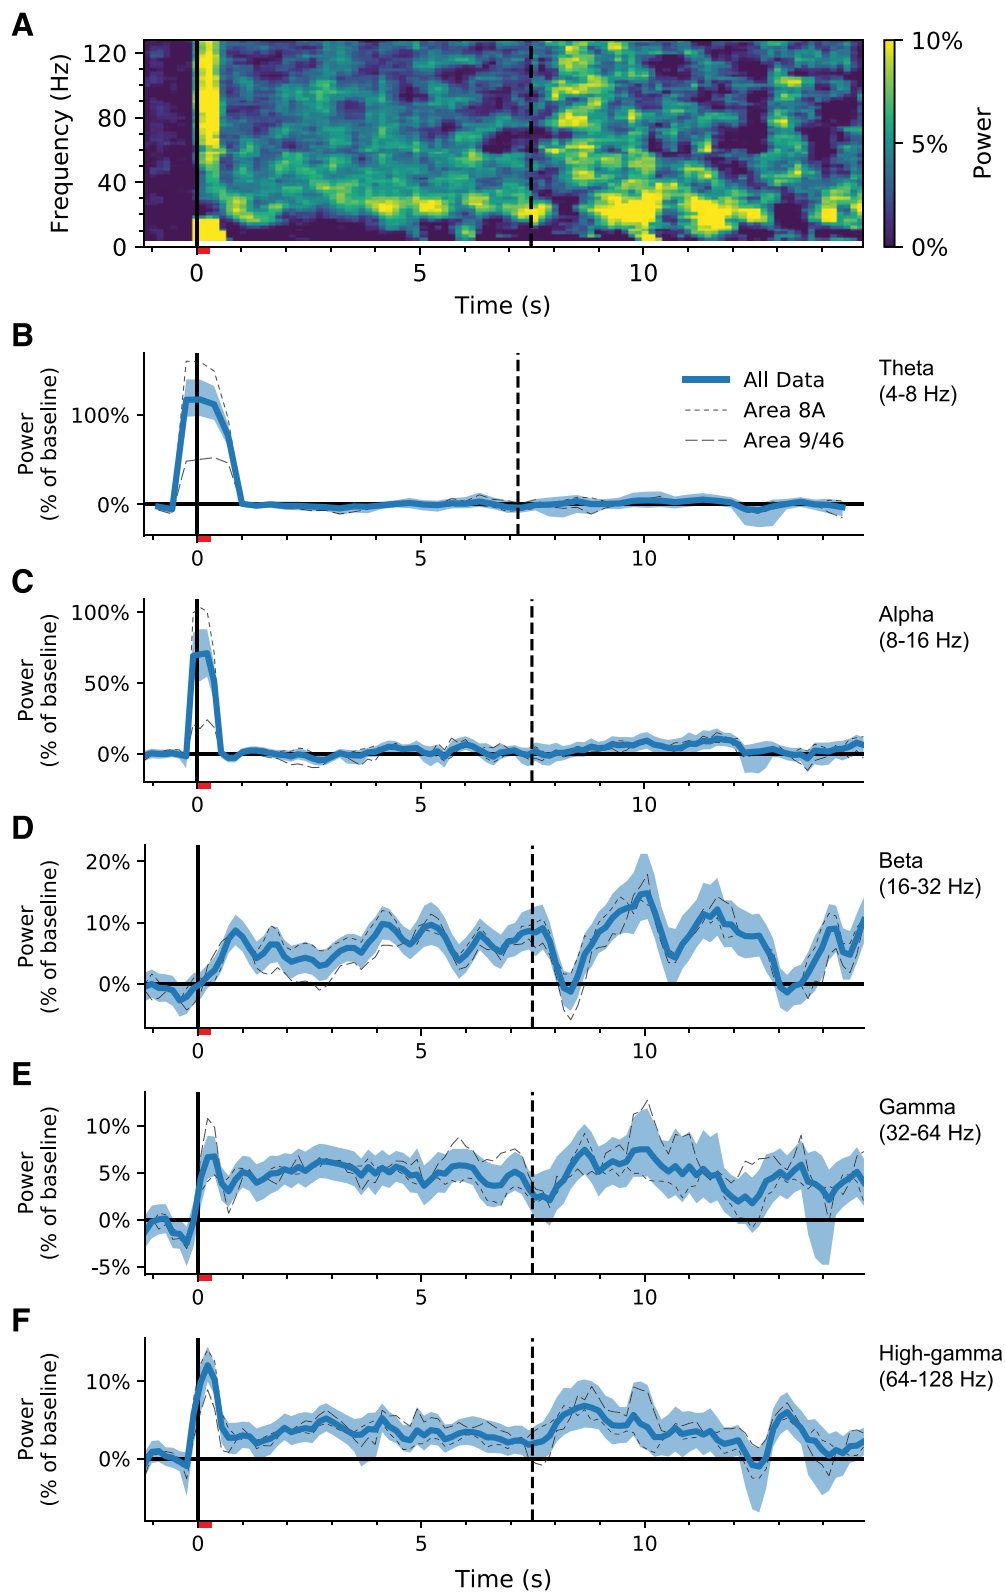 A
120
80
40
0
Frequency (Hz)
0
5
10
Time (s)
10%
5%
0%
Power
B
100%
0%
Power
(% of baseline)
All Data
Area 8A
Area 9/46
Theta
(4-8 Hz)
0
5
10
C
100%
50%
0%
Power
(% of baseline)
Alpha
(8-16 Hz)
0
5
10
D
20%
10%
0%
Power
(% of baseline)
Beta
(16-32 Hz)
0
5
10
E
10%
5%
0%
-5%
Power
(% of baseline)
Gamma
(32-64 Hz)
0
5
10
F
10%
0%
Power
(% of baseline)
High-gamma
(64-128 Hz)
0
5
10
Time (s)